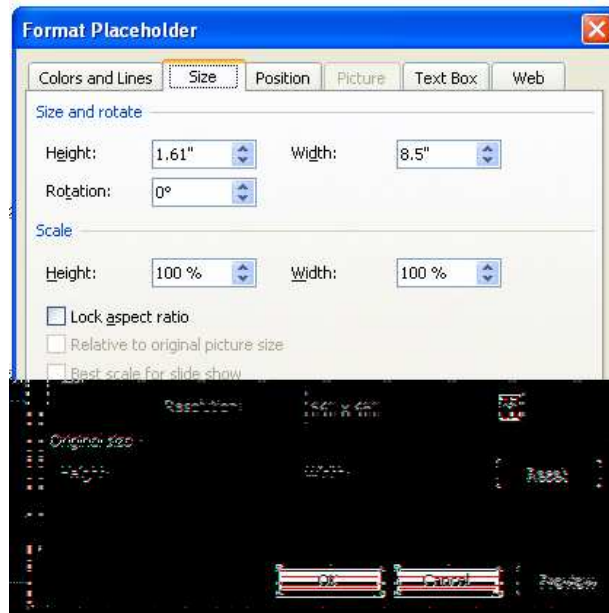 Format Placeholder
Colors and Lines Size Position Picture Text Box Web
Size and rotate
Height: 1.61" Width: 8.5"
Rotation: 0°
Scale
Height: 100 % Width: 100 %
Lock aspect ratio
Relative to original picture size
Best scale for slide show
Resolution:
Original size
Height: Width: Reset
OK Cancel Preview